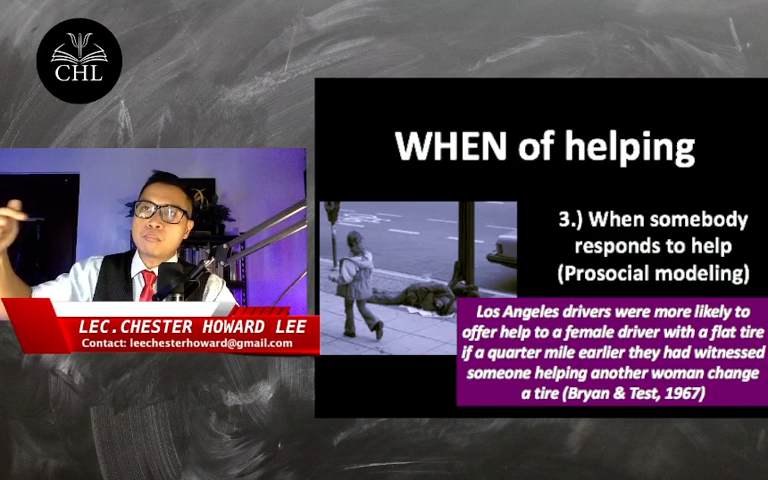 CHL
WHEN of helping
3.) When somebody
responds to help
(Prosocial modeling)
Los Angeles drivers were more likely to
offer help to a female driver with a flat tire
if a quarter mile earlier they had witnessed
someone helping another woman change
a tire (Bryan & Test, 1967)
LEC.CHESTER HOWARD LEE
Contact: leechesterhoward@gmail.com